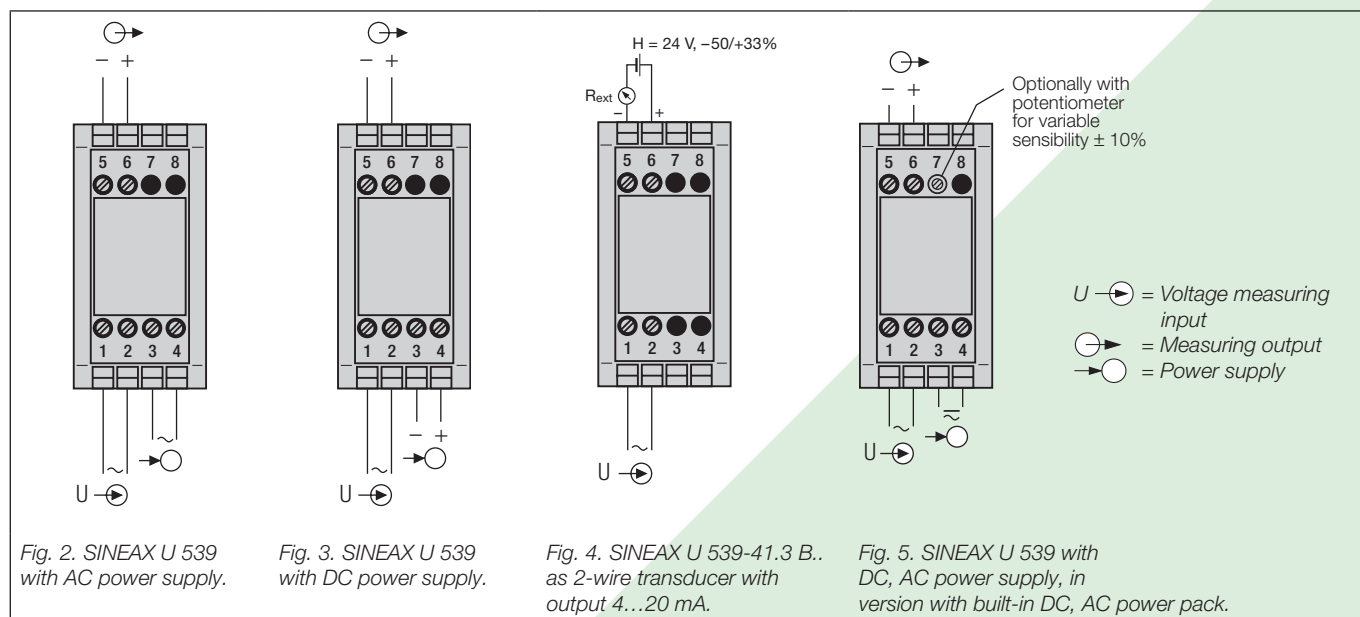 − +
5 6 7 8
1 2 3 4
~
~
U
Fig. 2. SINEAX U 539
with AC power supply.
− +
5 6 7 8
1 2 3 4
~
− +
U
Fig. 3. SINEAX U 539
with DC power supply.
H = 24 V, −50/+33%
Rext
− +
5 6 7 8
1 2 3 4
~
U
Fig. 4. SINEAX U 539-41.3 B..
as 2-wire transducer with
output 4…20 mA.
− +
Optionally with
potentiometer
for variable
sensibility ± 10%
5 6 7 8
1 2 3 4
~
U
Fig. 5. SINEAX U 539 with
DC, AC power supply, in
version with built-in DC, AC power pack.
U = Voltage measuring
input
= Measuring output
= Power supply